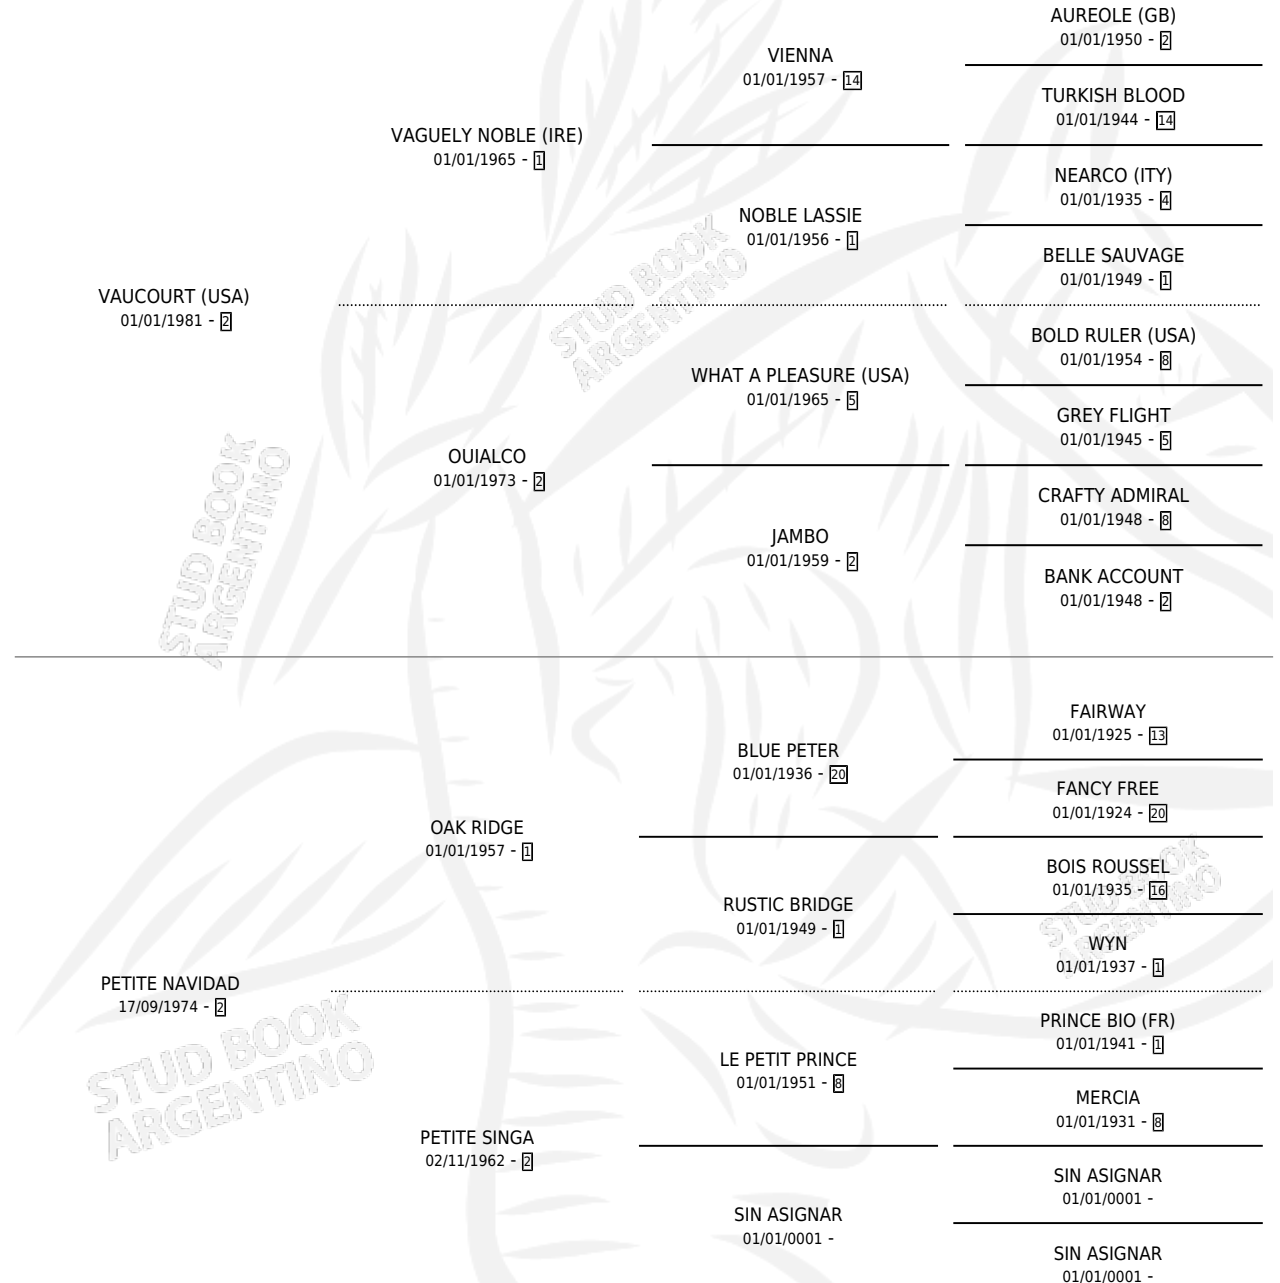 AUREOLE (GB)
01/01/1950 - 2
VIENNA
01/01/1957 - 14
TURKISH BLOOD
01/01/1944 - 14
VAGUELY NOBLE (IRE)
01/01/1965 - 1
NEARCO (ITY)
01/01/1935 - 4
NOBLE LASSIE
01/01/1956 - 1
BELLE SAUVAGE
01/01/1949 - 1
VAUCOURT (USA)
01/01/1981 - 2
BOLD RULER (USA)
01/01/1954 - 8
WHAT A PLEASURE (USA)
01/01/1965 - 5
GREY FLIGHT
01/01/1945 - 5
OUIALCO
01/01/1973 - 2
CRAFTY ADMIRAL
01/01/1948 - 8
JAMBO
01/01/1959 - 2
BANK ACCOUNT
01/01/1948 - 2
FAIRWAY
01/01/1925 - 13
BLUE PETER
01/01/1936 - 20
FANCY FREE
01/01/1924 - 20
OAK RIDGE
01/01/1957 - 1
BOIS ROUSSEL
01/01/1935 - 16
RUSTIC BRIDGE
01/01/1949 - 1
WYN
01/01/1937 - 1
PETITE NAVIDAD
17/09/1974 - 2
PRINCE BIO (FR)
01/01/1941 - 1
LE PETIT PRINCE
01/01/1951 - 8
MERCIA
01/01/1931 - 8
PETITE SINGA
02/11/1962 - 2
SIN ASIGNAR
01/01/0001 -
SIN ASIGNAR
01/01/0001 -
SIN ASIGNAR
01/01/0001 -
STUD BOOK
ARGENTINO
STUD BOOK
ARGENTINO
STUD BOOK
ARGENTINO
STUD BOOK
ARGENTINO